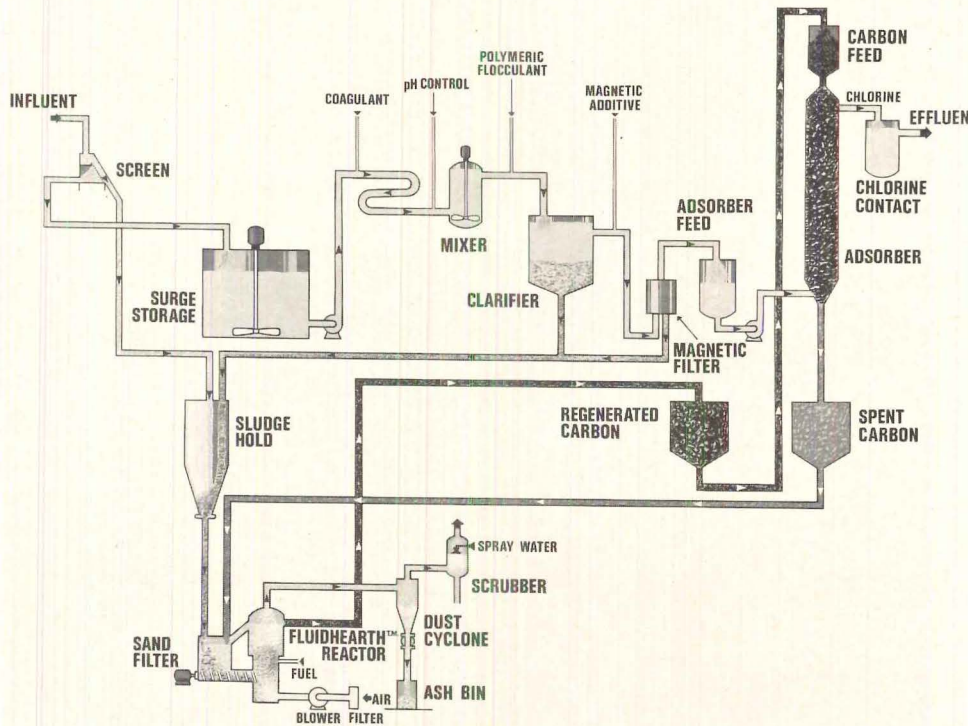 CARBON
FEED
POLYMERIC
FLOCCULANT
pH CONTROL
COAGULANT
MAGNETIC
ADDITIVE
INFLUENT
CHLORINE
EFFLUEN
SCREEN
CHLORINE
CONTACT
ADSORBER
FEED
MIXER
ADSORBER
SURGE
STORAGE
CLARIFIER
MAGNETIC
FILTER
SLUDGE
HOLD
REGENERATED
CARBON
SPENT
CARBON
SPRAY WATER
SCRUBBER
DUST
CYCLONE
SAND
FILTER
FLUIDHEARTH™
REACTOR
FUEL
AIR
ASH BIN
BLOWER FILTER